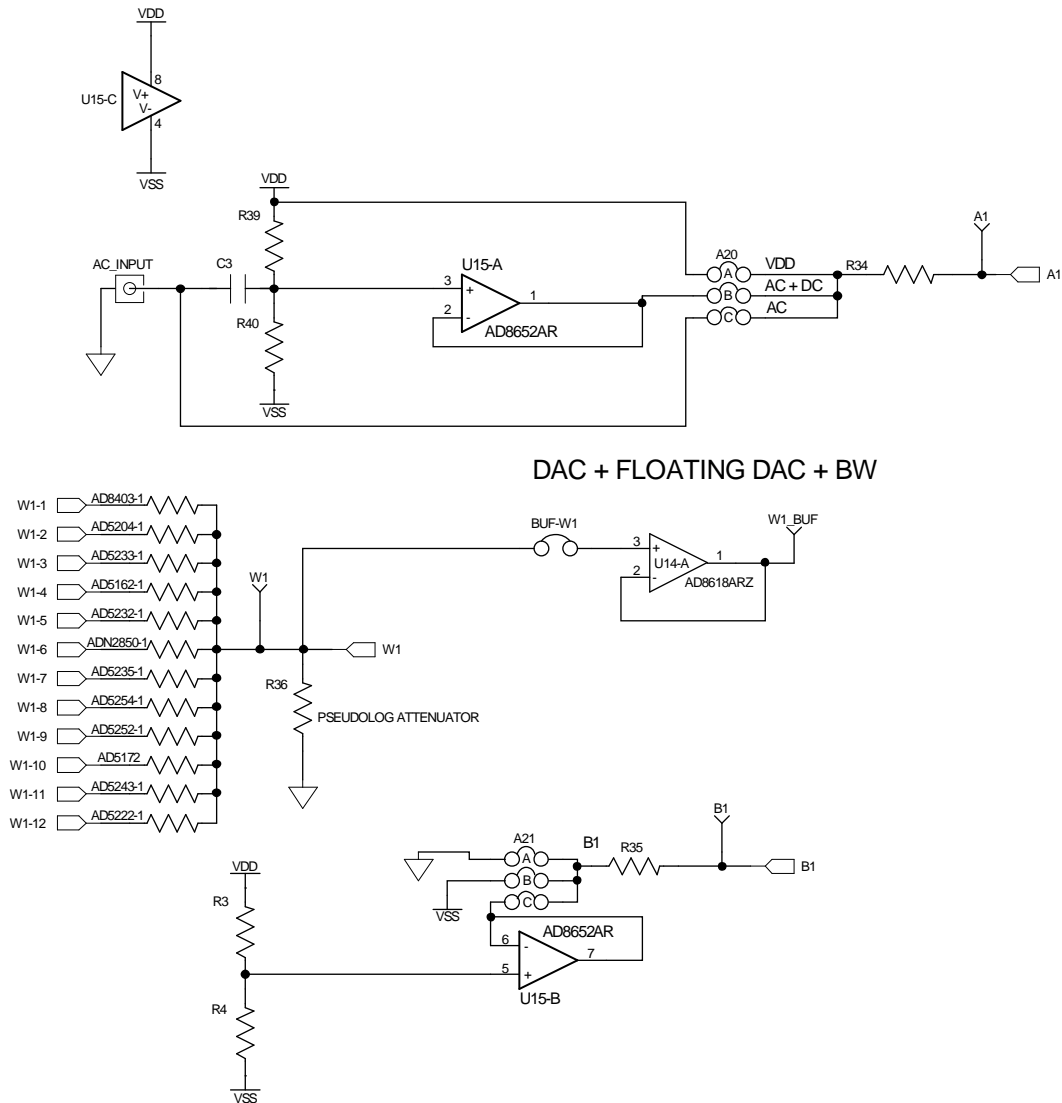 VDD
8
U15-C
V+
V-
4
VSS
VDD
R39
A1
A20
AC_INPUT
C3
U15-A
VDD
R34
A
A1
3
+
1
AC + DC
B
2
-
AC
C
R40
AD8652AR
VSS
DAC + FLOATING DAC + BW
W1-1
AD8403-1
W1-2
AD5204-1
W1-3
AD5233-1
W1-4
AD5162-1
W1-5
AD5232-1
W1-6
ADN2850-1
W1-7
AD5235-1
W1-8
AD5254-1
W1-9
AD5252-1
W1-10
AD5172
W1-11
AD5243-1
W1-12
AD5222-1
BUF-W1
W1_BUF
3
+
1
U14-A
2
-
AD8618ARZ
W1
W1
R36
PSEUDOLOG ATTENUATOR
A21
B1
B1
R35
A
B1
B
VSS
C
VDD
R3
AD8652AR
6
-
7
5
+
U15-B
R4
VSS